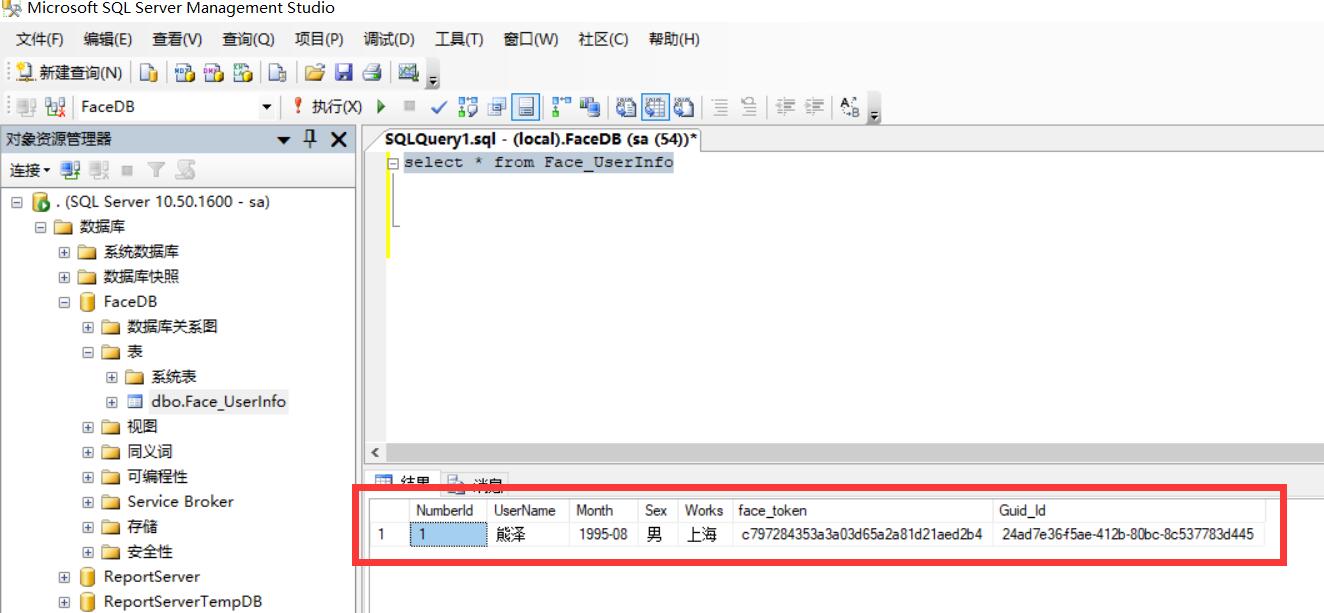 Microsoft SQL Server Management Studio
文件(F) 编辑(E) 查看(V) 查询(Q) 项目(P) 调试(D) 工具(T) 窗口(W) 社区(C) 帮助(H)
新建查询(N)
FaceDB 执行(X)
对象资源管理器
连接
. (SQL Server 10.50.1600 - sa)
数据库
系统数据库
数据库快照
FaceDB
数据库关系图
表
系统表
dbo.Face_UserInfo
视图
同义词
可编程性
Service Broker
存储
安全性
ReportServer
ReportServerTempDB
SQLQuery1.sql - (local).FaceDB (sa (54))*
select * from Face_UserInfo
结果 消息
NumberId UserName Month Sex Works face_token Guid_Id
1 1 熊泽 1995-08 男 上海 c797284353a3a03d65a2a81d21aed2b4 24ad7e36f5ae-412b-80bc-8c537783d445